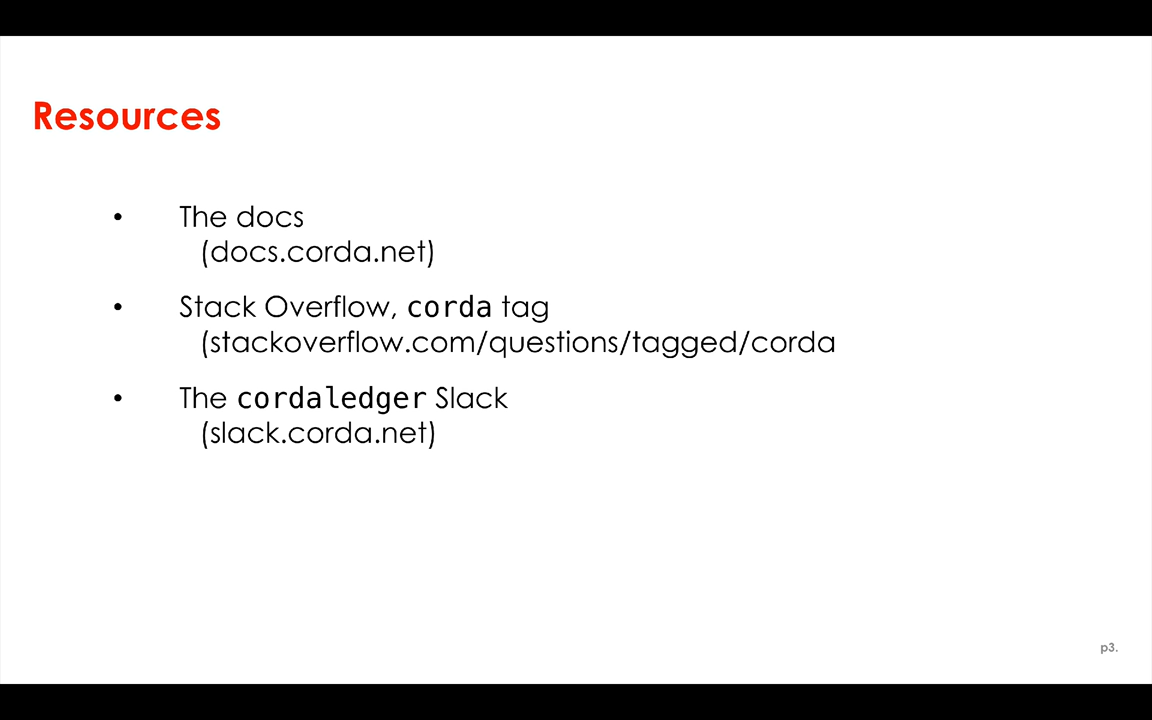 Resources
• The docs
(docs.corda.net)
• Stack Overflow, corda tag
(stackoverflow.com/questions/tagged/corda
• The cordaledger Slack
(slack.corda.net)
p3.